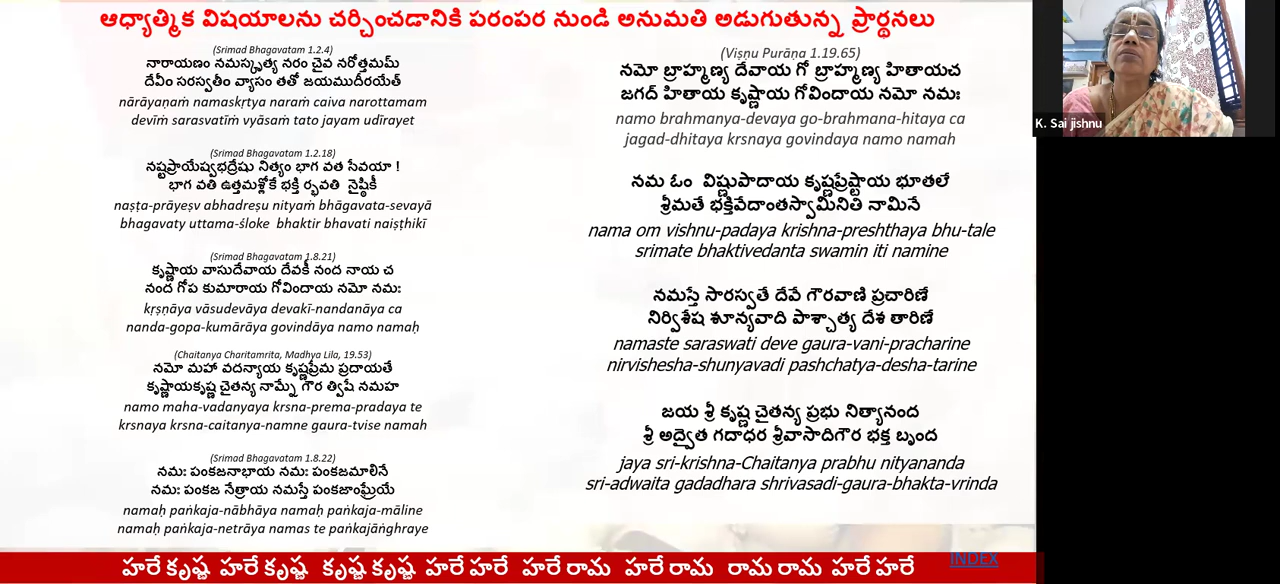 ఆధ్యాత్మిక విషయాలను చర్చించడానికి పరంపర నుండి అనుమతి అడుగుతున్న ప్రార్థనలు
(Srimad Bhagavatam 1.2.4)
నారాయణం నమస్కృత్య నరం చైవ నరోత్తమమ్
దేవీం సరస్వతీం వ్యాసం తతో జయముదీరయేత్
nārāyaṇaṁ namaskṛtya naraṁ caiva narottamam
devīṁ sarasvatīṁ vyāsaṁ tato jayam udīrayet
(Srimad Bhagavatam 1.2.18)
నష్టప్రాయేష్వభద్రేషు నిత్యం భాగ వత సేవయా !
భాగ వతి ఉత్తమశ్లోకే భక్తి ర్భవతి నైష్ఠికీ
naṣṭa-prāyeṣv abhadreṣu nityaṁ bhāgavata-sevayā
bhagavaty uttama-śloke bhaktir bhavati naiṣṭhikī
(Srimad Bhagavatam 1.8.21)
కృష్ణాయ వాసుదేవాయ దేవకీ నంద నాయ చ
నంద గోప కుమారాయ గోవిందాయ నమో నమః
kṛṣṇāya vāsudevāya devakī-nandanāya ca
nanda-gopa-kumārāya govindāya namo namaḥ
(Chaitanya Charitamrita, Madhya Lila, 19.53)
నమో మహా వదన్యాయ కృష్ణప్రేమ ప్రదాయతే
కృష్ణాయకృష్ణ చైతన్య నామ్నే గౌర త్విషే నమహ
namo maha-vadanyaya krsna-prema-pradaya te
krsnaya krsna-caitanya-namne gaura-tvise namah
(Srimad Bhagavatam 1.8.22)
నమః పంకజనాభాయ నమః పంకజమాలినే
నమః పంకజ నేత్రాయ నమస్తే పంకజాంఘ్రేయే
namaḥ paṅkaja-nābhāya namaḥ paṅkaja-māline
namaḥ paṅkaja-netrāya namas te paṅkajāṅghraye
(Viṣṇu Purāṇa 1.19.65)
నమో బ్రాహ్మణ్య దేవాయ గో బ్రాహ్మణ్య హితాయచ
జగద్ హితాయ కృష్ణాయ గోవిందాయ నమో నమః
namo brahmanya-devaya go-brahmana-hitaya ca
jagad-dhitaya krsnaya govindaya namo namah
నమ ఓం విష్ణుపాదాయ కృష్ణప్రేష్టాయ భూతలే
శ్రీమతే భక్తివేదాంతస్వామినితి నామినే
nama om vishnu-padaya krishna-preshthaya bhu-tale
srimate bhaktivedanta swamin iti namine
నమస్తే సారస్వతే దేవే గౌరవాణి ప్రచారిణే
నిర్విశేష శూన్యవాది పాశ్చాత్య దేశ తారిణే
namaste saraswati deve gaura-vani-pracharine
nirvishesha-shunyavadi pashchatya-desha-tarine
జయ శ్రీ కృష్ణ చైతన్య ప్రభు నిత్యానంద
శ్రీ అద్వైత గదాధర శ్రీవాసాదిగౌర భక్త బృంద
jaya sri-krishna-Chaitanya prabhu nityananda
sri-adwaita gadadhara shrivasadi-gaura-bhakta-vrinda
హరే కృష్ణ హరే కృష్ణ కృష్ణ కృష్ణ హరే హరే హరే రామ హరే రామ రామ రామ హరే హరే
INDEX
K. Sai jishnu